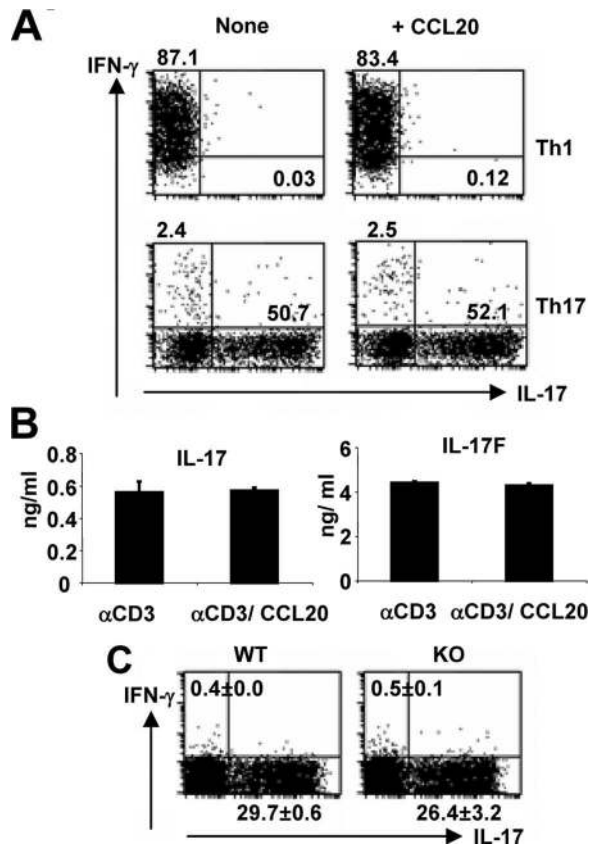 A
None
+ CCL20
IFN-γ
87.1
83.4
0.03
0.12
Th1
2.4
2.5
50.7
52.1
Th17
IL-17
B
IL-17
IL-17F
ng/ml
0.8
0.6
0.4
0.2
0
αCD3
αCD3/ CCL20
ng/ ml
6
4
2
0
αCD3
αCD3/ CCL20
C
WT
KO
IFN-γ
0.4±0.0
0.5±0.1
29.7±0.6
26.4±3.2
IL-17